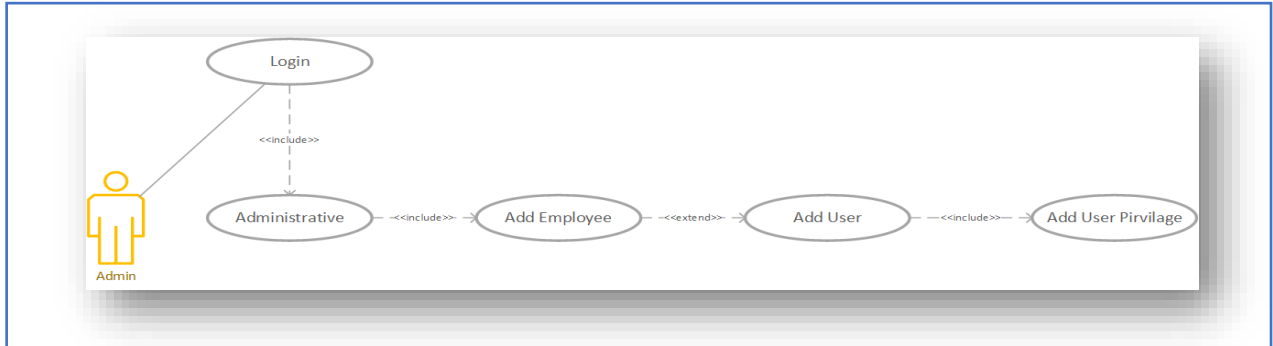 Login
<<include>>
Administrative
<<include>>
Add Employee
<<extend>>
Add User
<<include>>
Add User Pirvilage
Admin